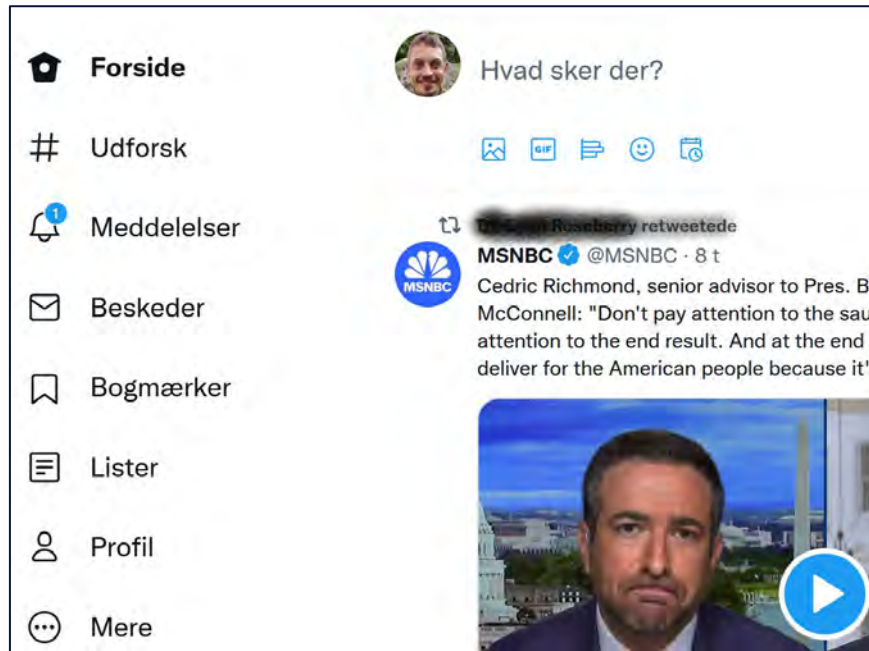 Forside
Udforsk
1
Meddelelser
Beskeder
Bogmærker
Lister
Profil
Mere
Hvad sker der?
GIF
retweetede
MSNBC @MSNBC · 8 t
MSNBC
Cedric Richmond, senior advisor to Pres. B
McConnell: "Don't pay attention to the sau
attention to the end result. And at the end
deliver for the American people because it'